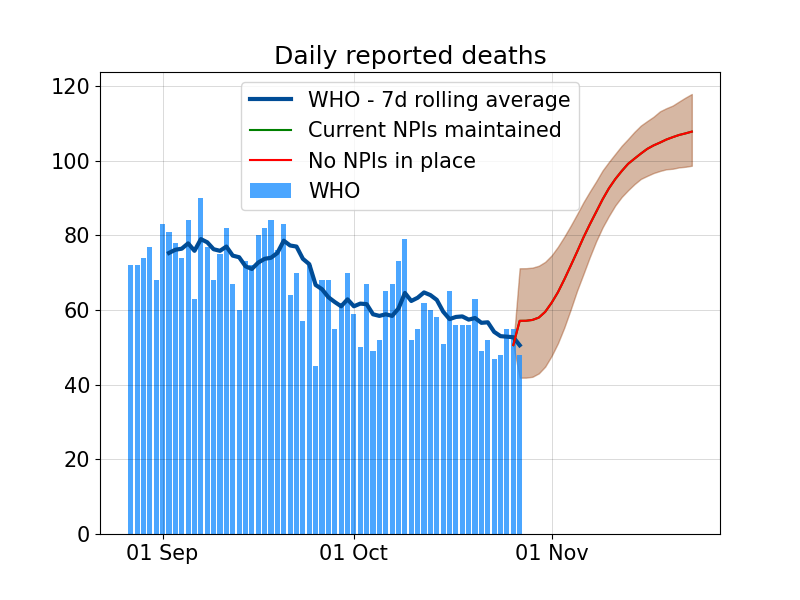 Daily reported deaths
120
100
80
60
40
20
0
WHO - 7d rolling average
Current NPIs maintained
No NPIs in place
WHO
01 Sep
01 Oct
01 Nov